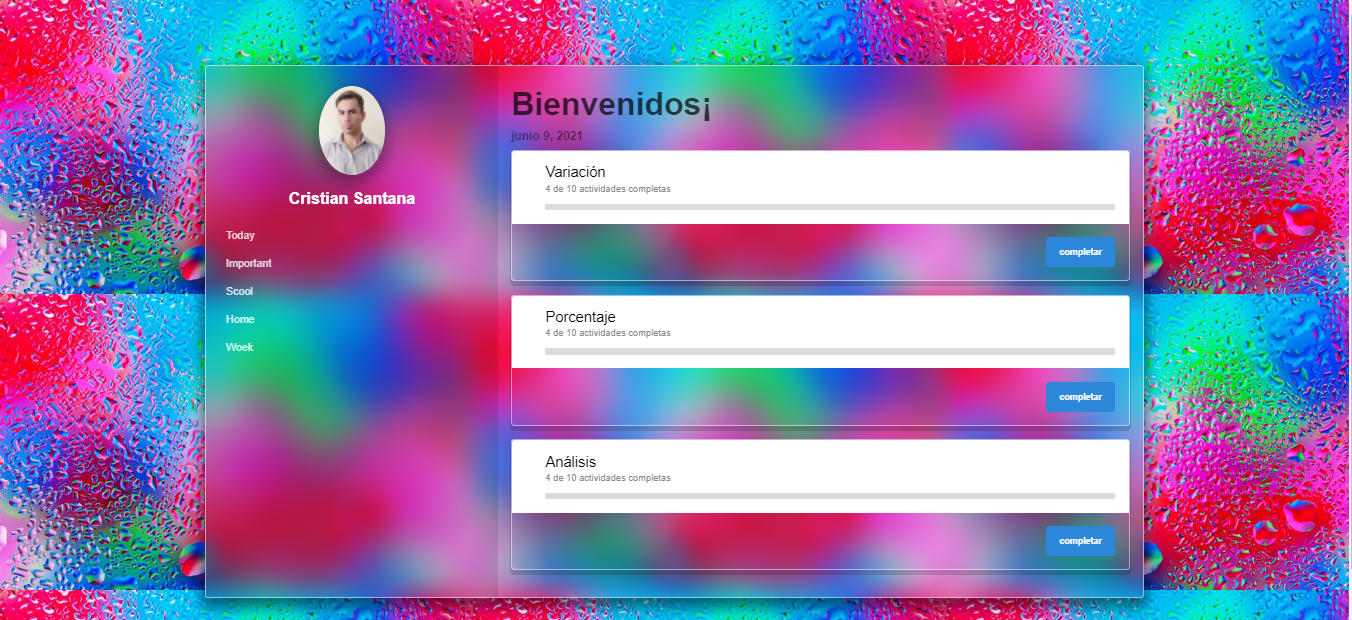 Cristian Santana
Today
Important
Scool
Home
Woek
Bienvenidos¡
junio 9, 2021
Variación
4 de 10 actividades completas
completar
Porcentaje
4 de 10 actividades completas
completar
Análisis
4 de 10 actividades completas
completar